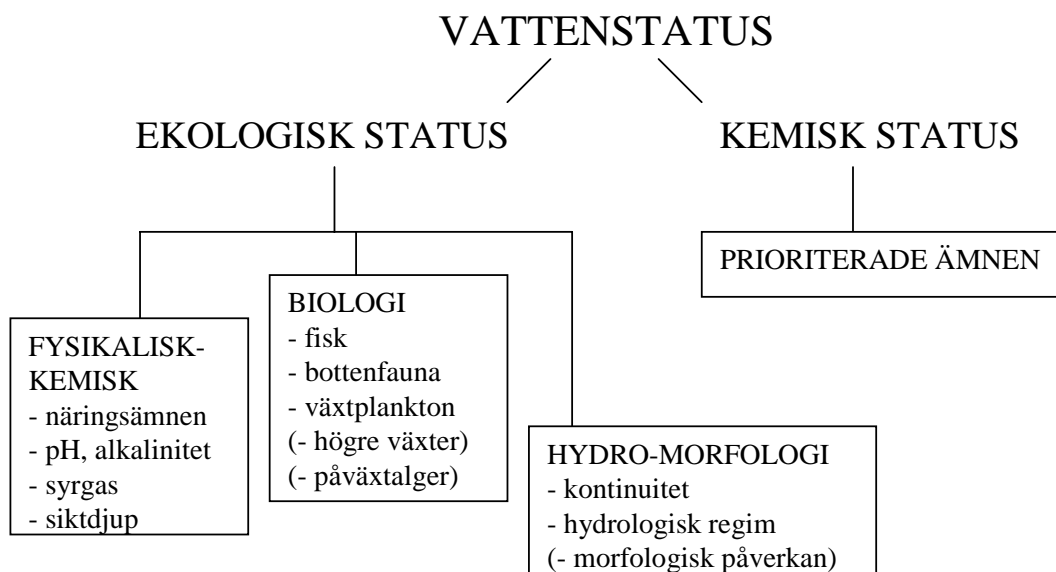 VATTENSTATUS
EKOLOGISK STATUS
KEMISK STATUS
PRIORITERADE ÄMNEN
FYSIKALISK-
KEMISK
- näringsämnen
- pH, alkalinitet
- syrgas
- siktdjup
BIOLOGI
- fisk
- bottenfauna
- växtplankton
(- högre växter)
(- påväxtalger)
HYDRO-MORFOLOGI
- kontinuitet
- hydrologisk regim
(- morfologisk påverkan)